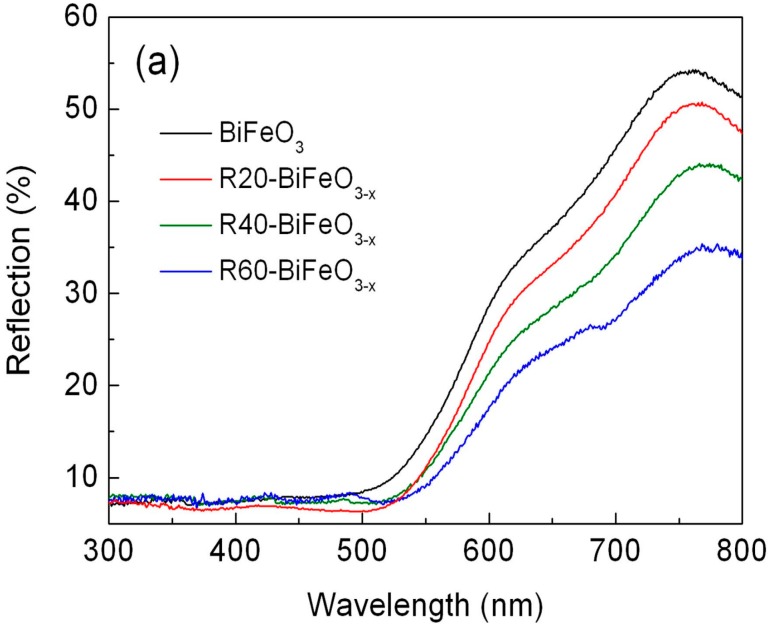 60
(a)
50
BiFeO₃
R20-BiFeO₃₋ₓ
40
R40-BiFeO₃₋ₓ
R60-BiFeO₃₋ₓ
30
20
10
Reflection (%)
300 400 500 600 700 800
Wavelength (nm)